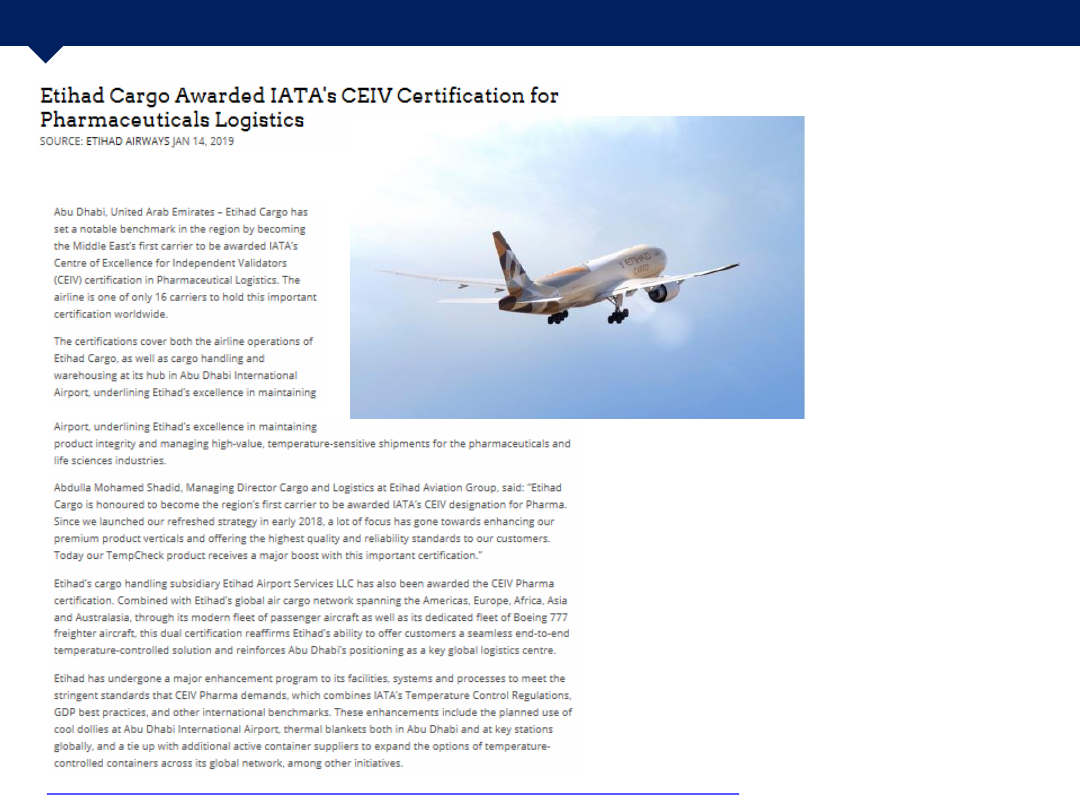 Etihad Cargo Awarded IATA's CEIV Certification for
Pharmaceuticals Logistics
SOURCE: ETIHAD AIRWAYS JAN 14, 2019
Abu Dhabi, United Arab Emirates – Etihad Cargo has
set a notable benchmark in the region by becoming
the Middle East's first carrier to be awarded IATA's
Centre of Excellence for Independent Validators
(CEIV) certification in Pharmaceutical Logistics. The
airline is one of only 16 carriers to hold this important
certification worldwide.
The certifications cover both the airline operations of
Etihad Cargo, as well as cargo handling and
warehousing at its hub in Abu Dhabi International
Airport, underlining Etihad's excellence in maintaining
ETIHAD
CARGO
Airport, underlining Etihad's excellence in maintaining
product integrity and managing high-value, temperature-sensitive shipments for the pharmaceuticals and
life sciences industries.
Abdulla Mohamed Shadid, Managing Director Cargo and Logistics at Etihad Aviation Group, said: "Etihad
Cargo is honoured to become the region's first carrier to be awarded IATA's CEIV designation for Pharma.
Since we launched our refreshed strategy in early 2018, a lot of focus has gone towards enhancing our
premium product verticals and offering the highest quality and reliability standards to our customers.
Today our TempCheck product receives a major boost with this important certification."
Etihad's cargo handling subsidiary Etihad Airport Services LLC has also been awarded the CEIV Pharma
certification. Combined with Etihad's global air cargo network spanning the Americas, Europe, Africa, Asia
and Australasia, through its modern fleet of passenger aircraft as well as its dedicated fleet of Boeing 777
freighter aircraft, this dual certification reaffirms Etihad's ability to offer customers a seamless end-to-end
temperature-controlled solution and reinforces Abu Dhabi's positioning as a key global logistics centre.
Etihad has undergone a major enhancement program to its facilities, systems and processes to meet the
stringent standards that CEIV Pharma demands, which combines IATA's Temperature Control Regulations,
GDP best practices, and other international benchmarks. These enhancements include the planned use of
cool dollies at Abu Dhabi International Airport, thermal blankets both in Abu Dhabi and at key stations
globally, and a tie up with additional active container suppliers to expand the options of temperature-
controlled containers across its global network, among other initiatives.